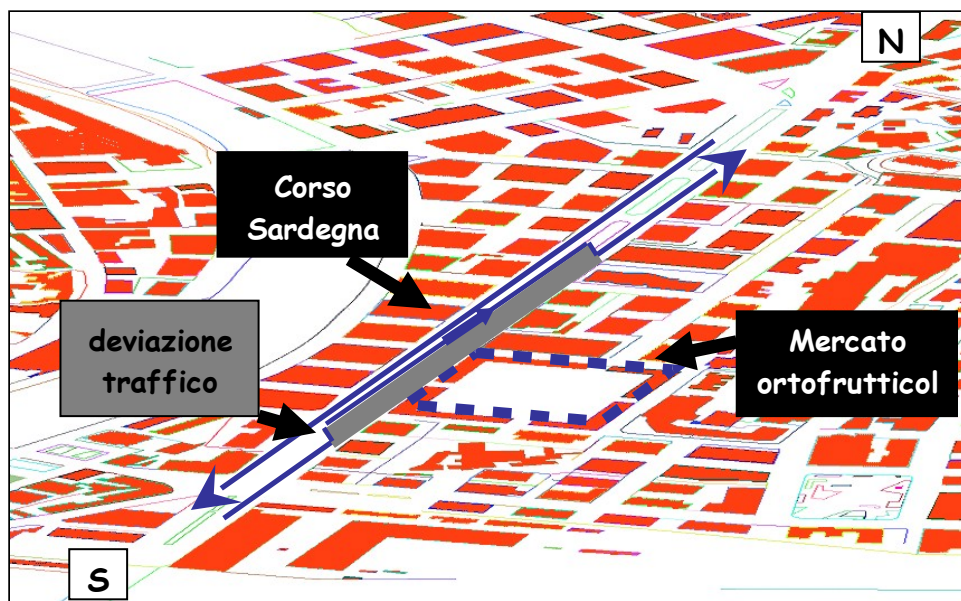 N
Corso
Sardegna
deviazione
traffico
Mercato
ortofrutticol
S